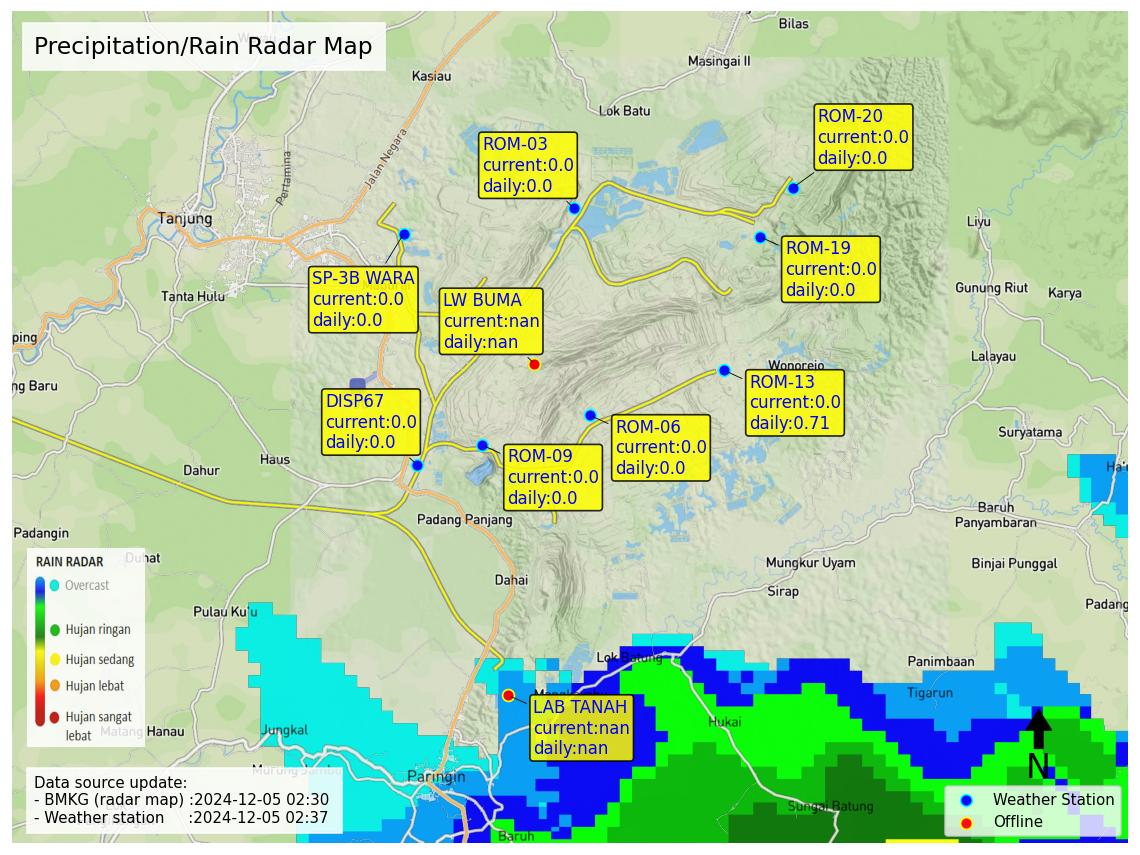 Precipitation/Rain Radar Map
Bilas
Masingai II
Kasiau
Lok Batu
Jalan Negara
Pertamina
Tanjung
Tanta Hulu
ROM-03
current:0.0
daily:0.0
ROM-20
current:0.0
daily:0.0
ROM-19
current:0.0
daily:0.0
SP-3B WARA
current:0.0
daily:0.0
LW BUMA
current:nan
daily:nan
Liyu
Gunung Riut
Karya
Lalayau
ping
ng Baru
Wonorejo
ROM-13
current:0.0
daily:0.71
DISP67
current:0.0
daily:0.0
ROM-06
current:0.0
daily:0.0
ROM-09
current:0.0
daily:0.0
Suryatama
Haus
Dahur
Baruh
Panyambaran
Padang Panjang
Padangin
Duhat
Mungkur Uyam
Binjai Punggal
Dahai
Sirap
Padang
Pulau Ku'u
RAIN RADAR
Overcast
Hujan ringan
Hujan sedang
Hujan lebat
Hujan sangat
lebat
Lok Batung
Panimbaan
Tigarun
LAB TANAH
current:nan
daily:nan
Hukai
Matang Hanau
Jungkal
Paringin
Sungai Batung
Baruh
N
Data source update:
- BMKG (radar map) :2024-12-05 02:30
- Weather station :2024-12-05 02:37
Weather Station
Offline